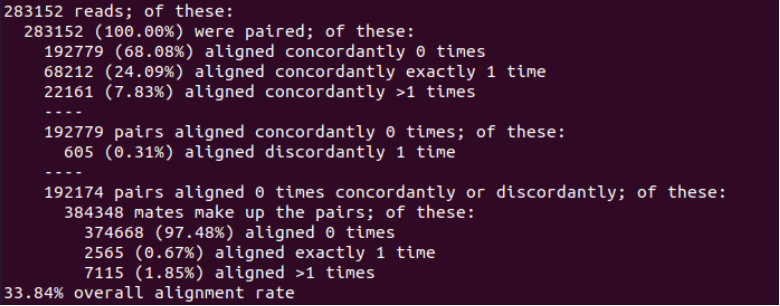 283152 reads; of these:
283152 (100.00%) were paired; of these:
192779 (68.08%) aligned concordantly 0 times
68212 (24.09%) aligned concordantly exactly 1 time
22161 (7.83%) aligned concordantly >1 times
----
192779 pairs aligned concordantly 0 times; of these:
605 (0.31%) aligned discordantly 1 time
----
192174 pairs aligned 0 times concordantly or discordantly; of these:
384348 mates make up the pairs; of these:
374668 (97.48%) aligned 0 times
2565 (0.67%) aligned exactly 1 time
7115 (1.85%) aligned >1 times
33.84% overall alignment rate